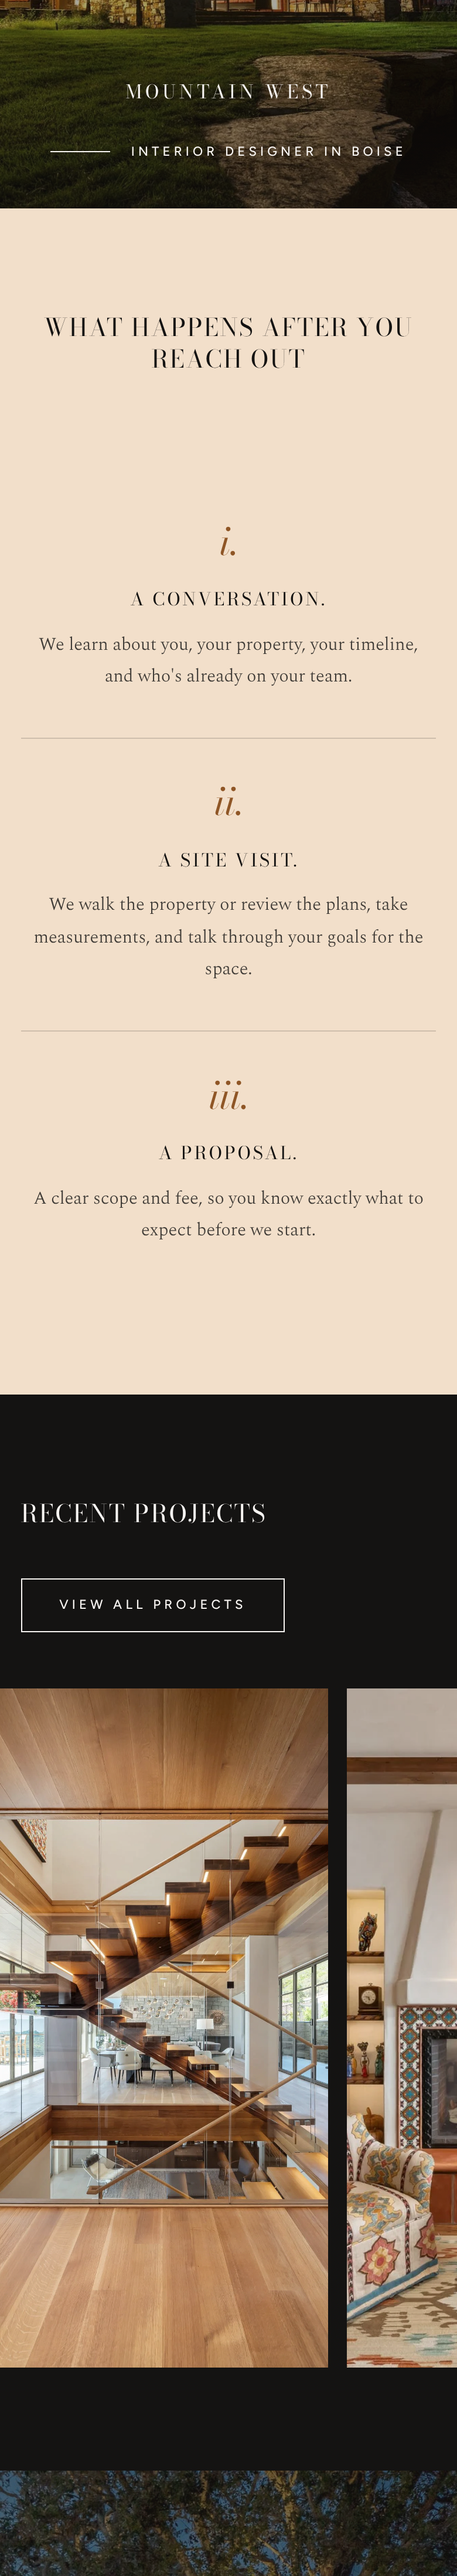 MOUNTAIN WEST
INTERIOR DESIGNER IN BOISE
WHAT HAPPENS AFTER YOU
REACH OUT
i.
A CONVERSATION.
We learn about you, your property, your timeline,
and who's already on your team.
ii.
A SITE VISIT.
We walk the property or review the plans, take
measurements, and talk through your goals for the
space.
iii.
A PROPOSAL.
A clear scope and fee, so you know exactly what to
expect before we start.
RECENT PROJECTS
VIEW ALL PROJECTS